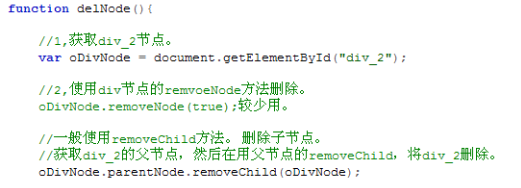 function delNode(){
//1,获取div_2节点。
var oDivNode = document.getElementById("div_2");
//2,使用div节点的remvoeNode方法删除。
oDivNode.removeNode(true);较少用。
//一般使用removeChild方法。 删除子节点。
//获取div_2的父节点，然后在用父节点的removeChild，将div_2删除。
oDivNode.parentNode.removeChild(oDivNode);